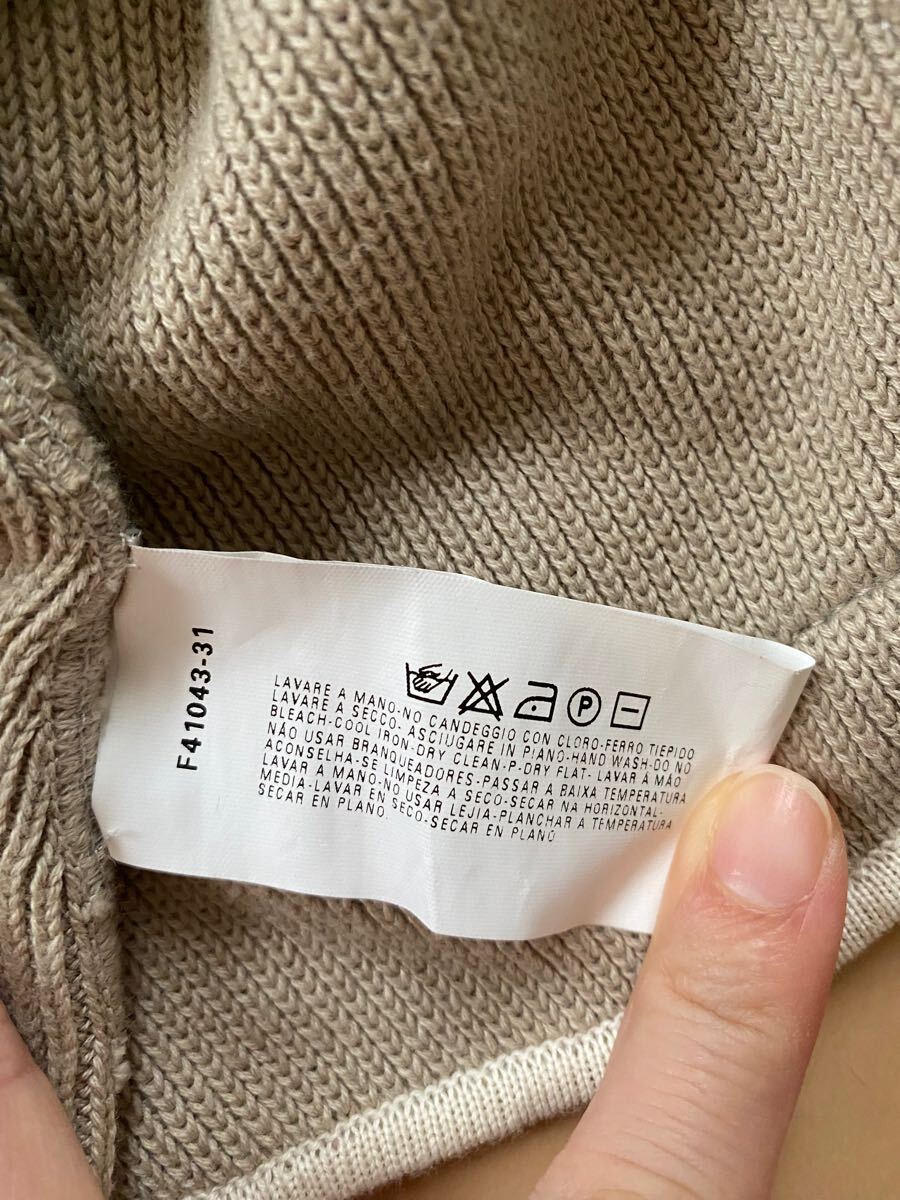 F41043-31
P
LAVARE A MANO-NO CANDEGGIO CON CLORO-FERRO TIEPIDO
LAVARE A SECCO-ASCIUGARE IN PIANO-HAND WASH-DO NO
BLEACH-COOL IRON-DRY CLEAN-P-DRY FLAT- LAVAR À MÃO
NÃO USAR BRANQUEADORES-PASSAR A BAIXA TEMPERATURA
ACONSELHA-SE LIMPEZA A SECO-SECAR NA HORIZONTAL-
LAVAR À MANO-NO USAR LEJIA-PLANCHAR A TEMPERATURA
MEDIA-LAVAR EN SECO-SECAR EN PLANO
SECAR EN PLANO.